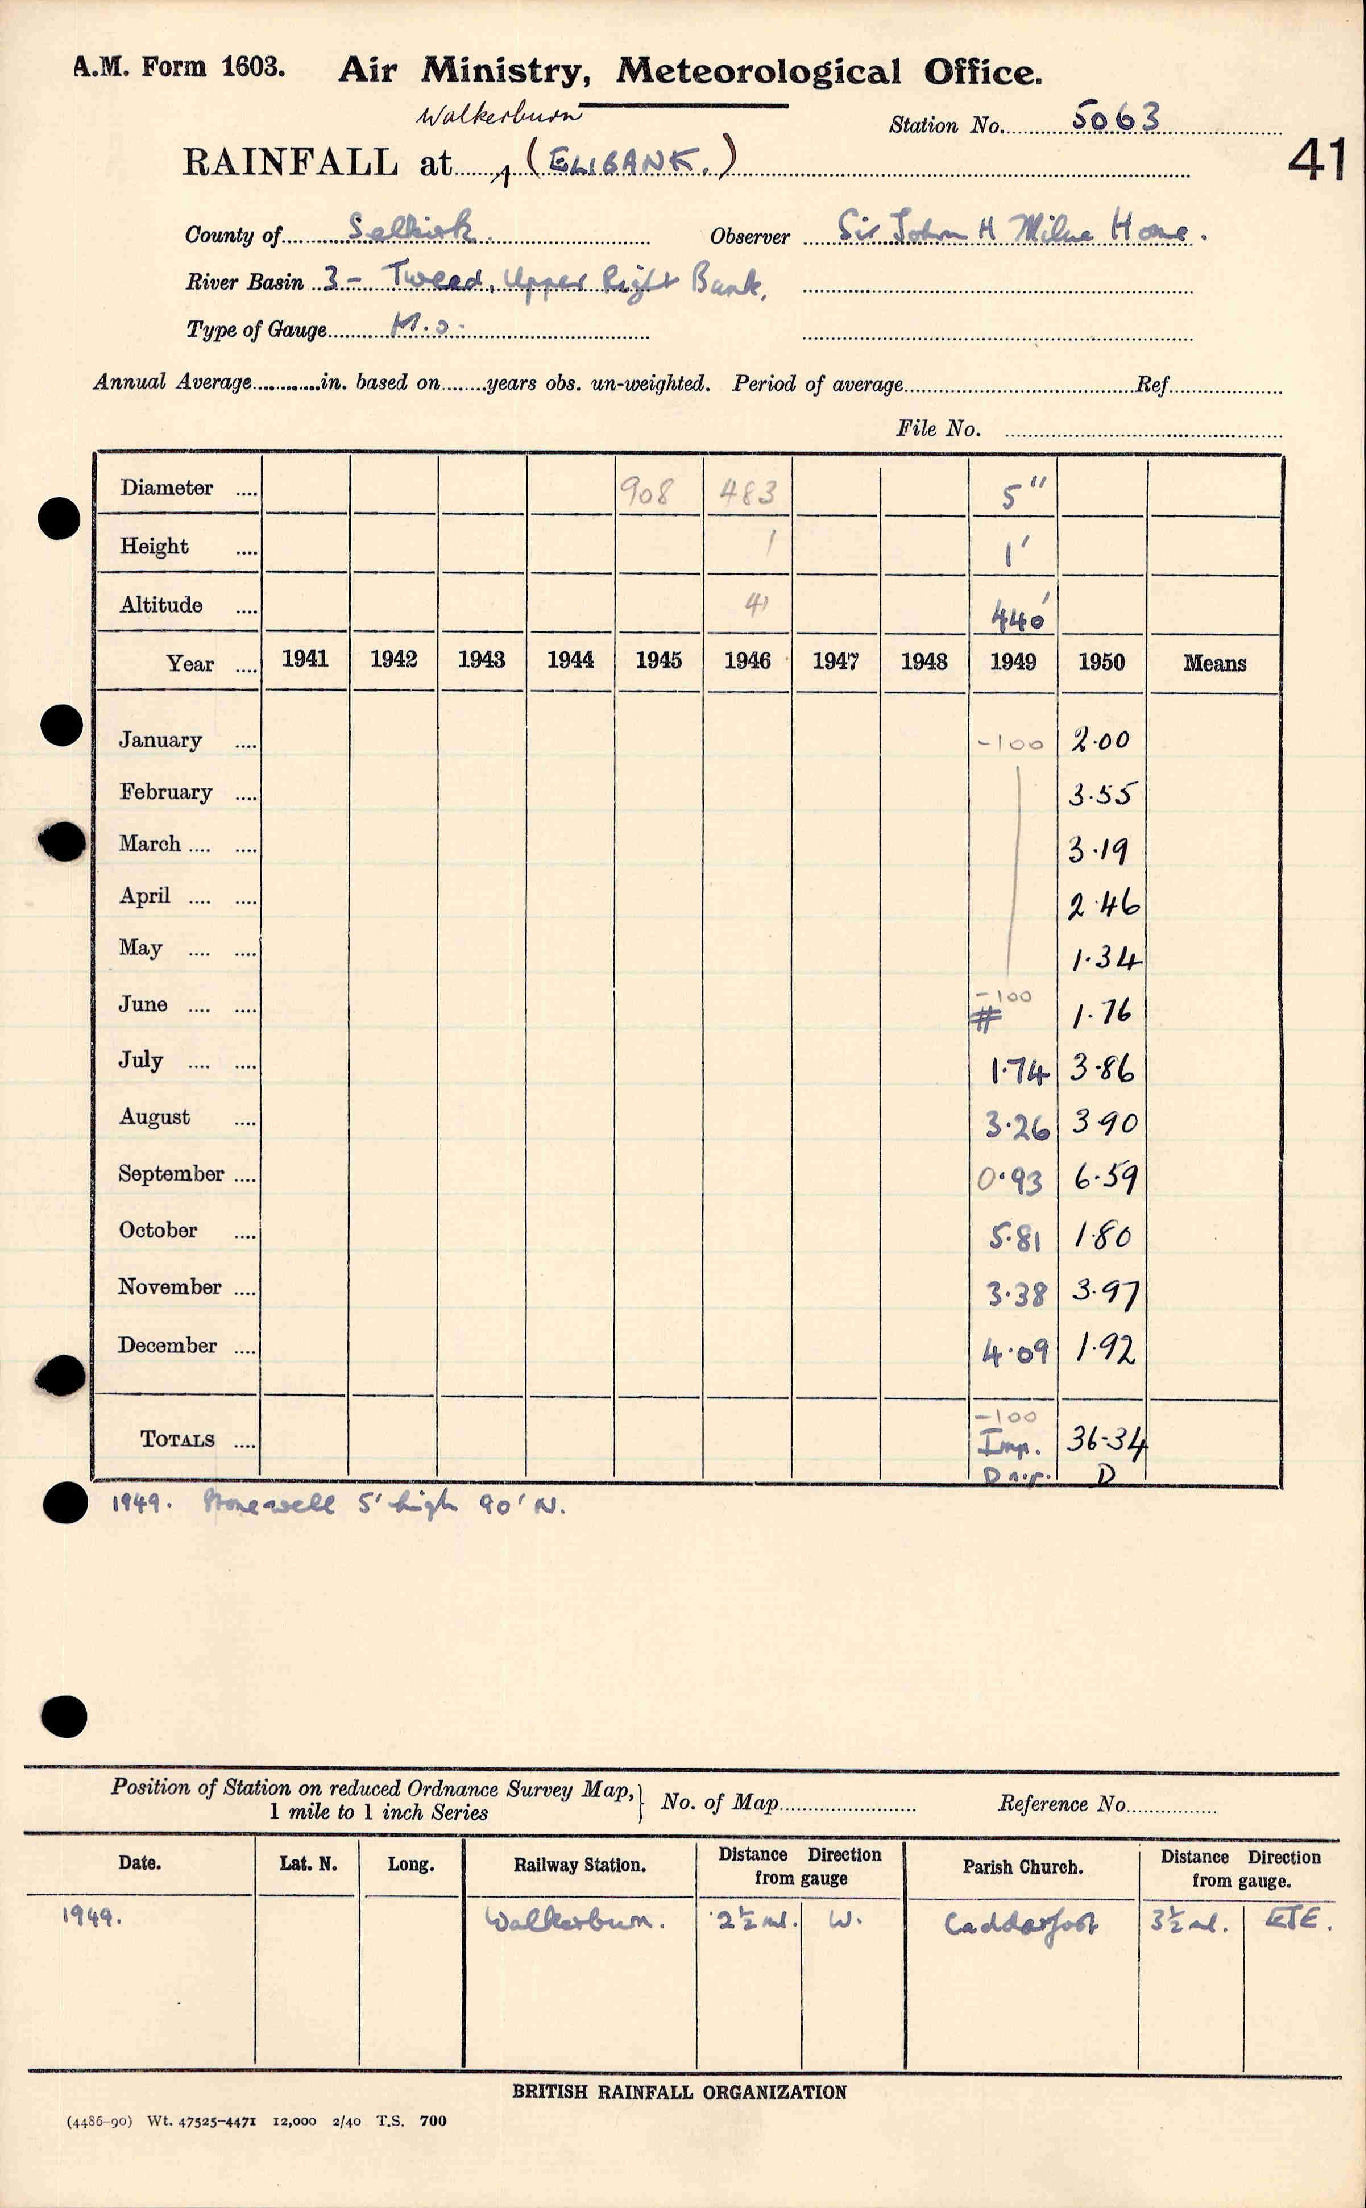 A.M. Form 1603. Air Ministry, Meteorological Office.
Walkerburn
Station No. 5063
41
RAINFALL at (ELIBANK.)
County of Selkirk. Observer Sir John H Milne Home.
River Basin 3 - Tweed, Upper Right Bank.
Type of Gauge M.O.
Annual Average in. based on years obs. un-weighted. Period of average Ref.
File No.
Diameter .... 908 483 5"
Height .... 1 1'
Altitude .... 41 440'
Year .... 1941 1942 1943 1944 1945 1946 1947 1948 1949 1950 Means
January .... -100 2.00
February .... 3.55
March .... .... 3.19
April .... .... 2.46
May .... .... 1.34
June .... .... -100 # 1.76
July .... .... 1.74 3.86
August .... 3.26 3.90
September .... 0.93 6.59
October .... 5.81 1.80
November .... 3.38 3.97
December .... 4.09 1.92
-100
TOTALS .... Imp. 36.34
D
1949. Stonewell 5' high 90' N.
Position of Station on reduced Ordnance Survey Map, } No. of Map Reference No.
1 mile to 1 inch Series
Date. Lat. N. Long. Railway Station. Distance Direction from gauge Parish Church. Distance Direction from gauge.
1949. Walkerburn. 2½ ml. W. Caddonfoot 3½ ml. E'E.
BRITISH RAINFALL ORGANIZATION
(4486-90) Wt. 47525-4471 12,000 2/40 T.S. 700